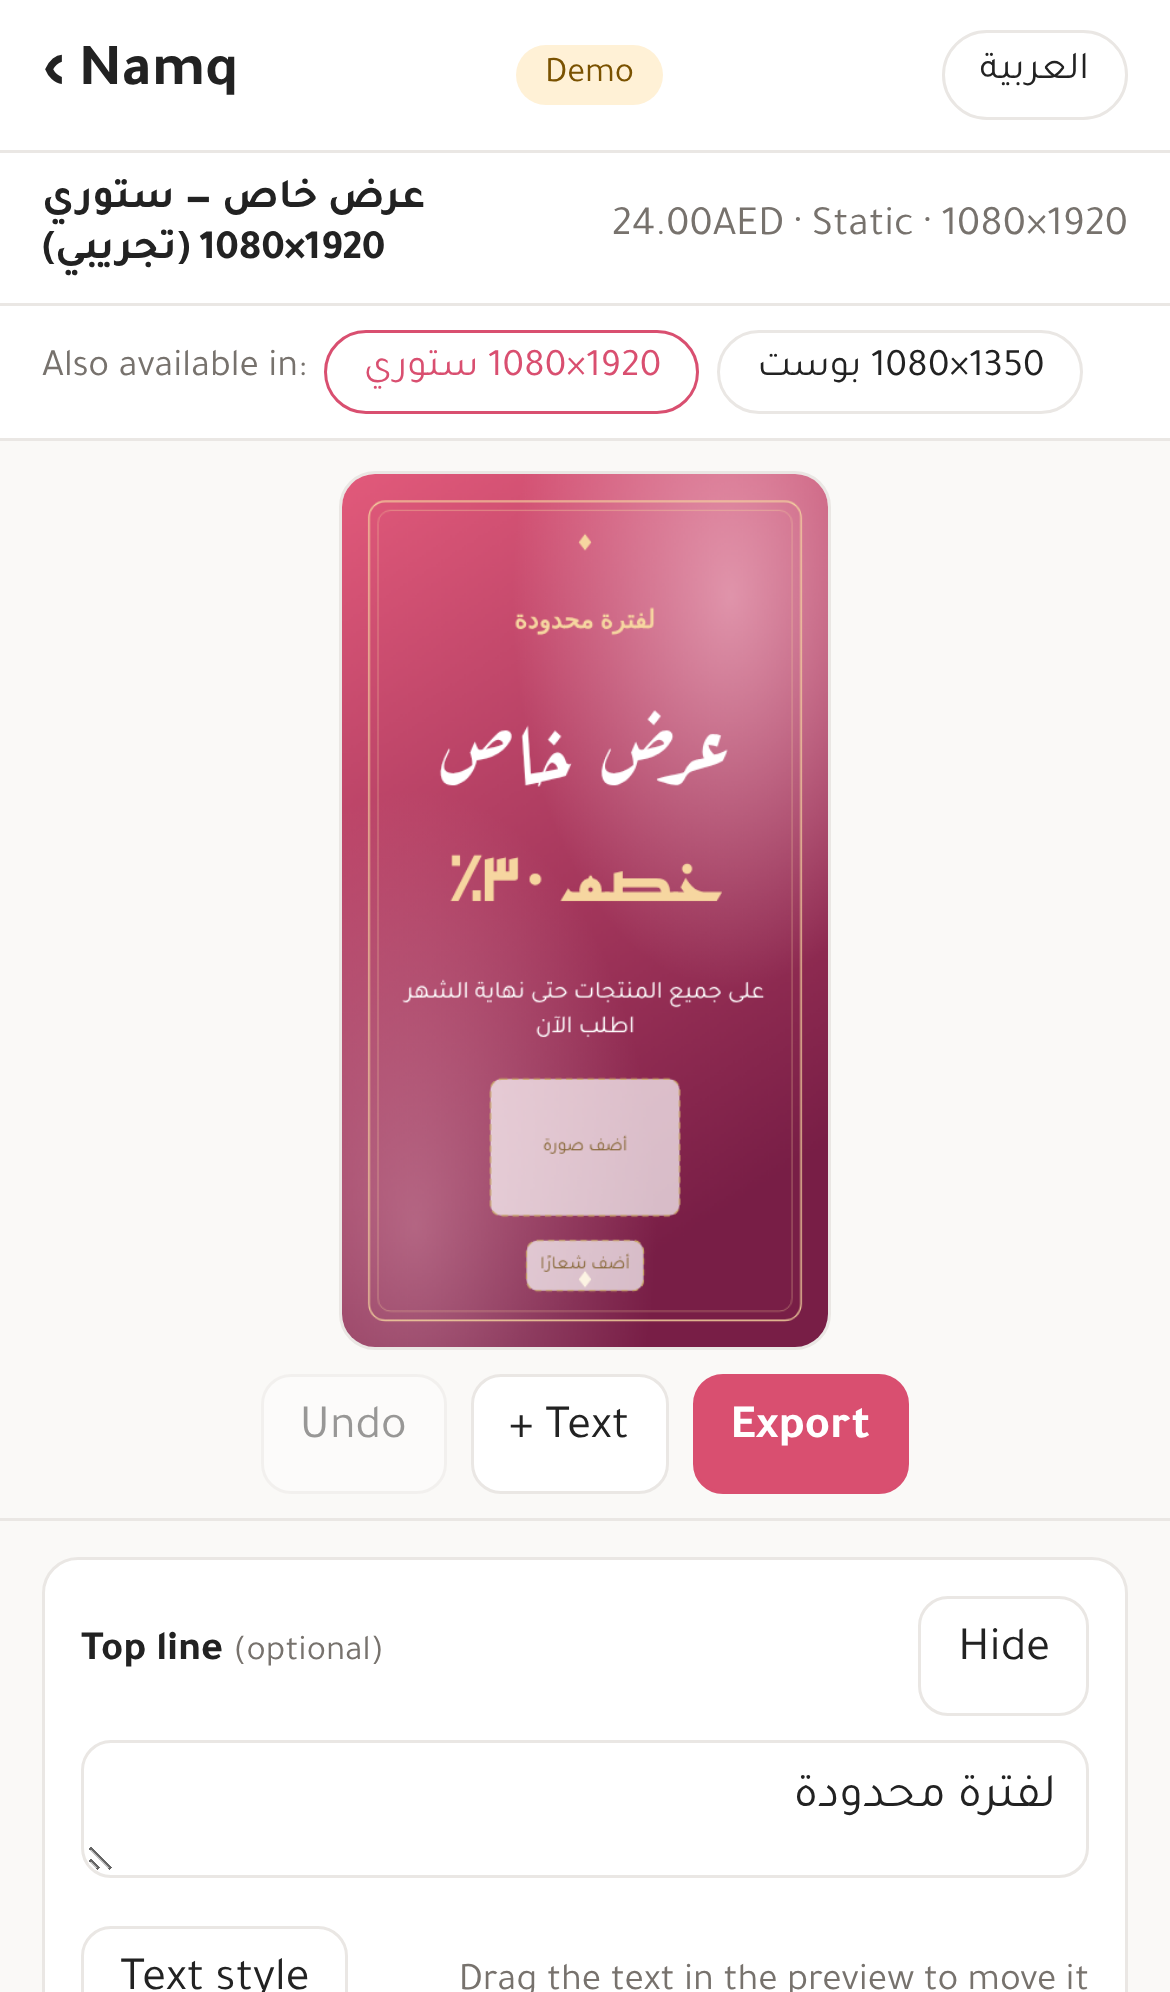 ‹ Namq
Demo
العربية
عرض خاص – ستوري
1080×1920 (تجريبي)
24.00AED · Static · 1080×1920
Also available in:
ستوري 1080×1920
بوست 1080×1350
لفترة محدودة
عرض خاص
خصم ٣٠٪
على جميع المنتجات حتى نهاية الشهر
اطلب الآن
أضف صورة
أضف شعارًا
Undo
+ Text
Export
Top line (optional)
Hide
لفترة محدودة
Text style
Drag the text in the preview to move it